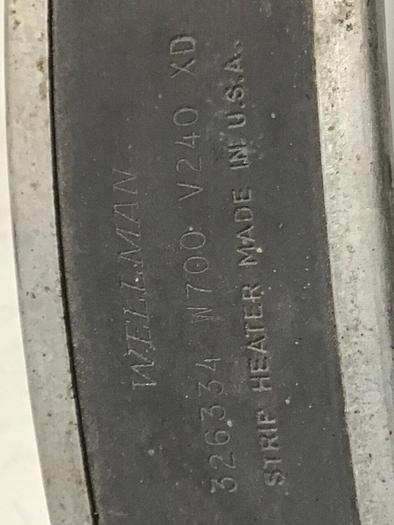 WELLMAN
326334 W700 V240 XD
STRIP HEATER MADE IN U.S.A.